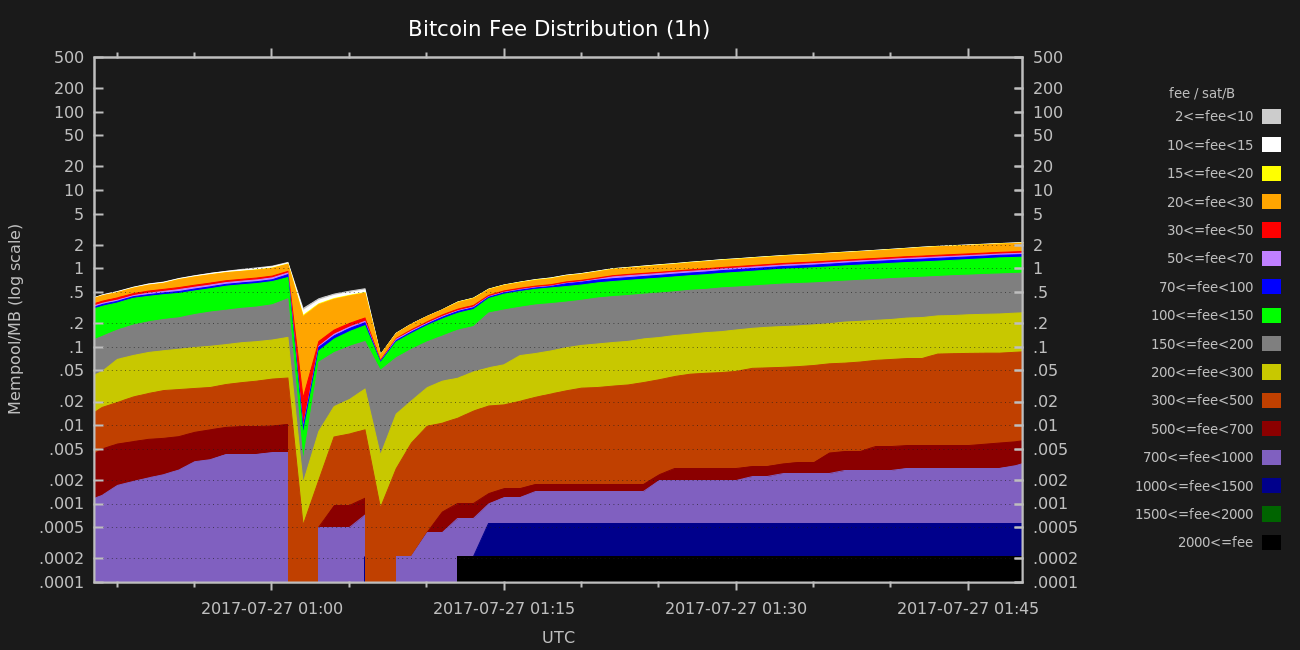 Bitcoin Fee Distribution (1h)
Mempool/MB (log scale)
500
200
100
50
20
10
5
2
1
.5
.2
.1
.05
.02
.01
.005
.002
.001
.0005
.0002
.0001
500
200
100
50
20
10
5
2
1
.5
.2
.1
.05
.02
.01
.005
.002
.001
.0005
.0002
.0001
2017-07-27 01:00
2017-07-27 01:15
2017-07-27 01:30
2017-07-27 01:45
UTC
fee / sat/B
2<=fee<10
10<=fee<15
15<=fee<20
20<=fee<30
30<=fee<50
50<=fee<70
70<=fee<100
100<=fee<150
150<=fee<200
200<=fee<300
300<=fee<500
500<=fee<700
700<=fee<1000
1000<=fee<1500
1500<=fee<2000
2000<=fee